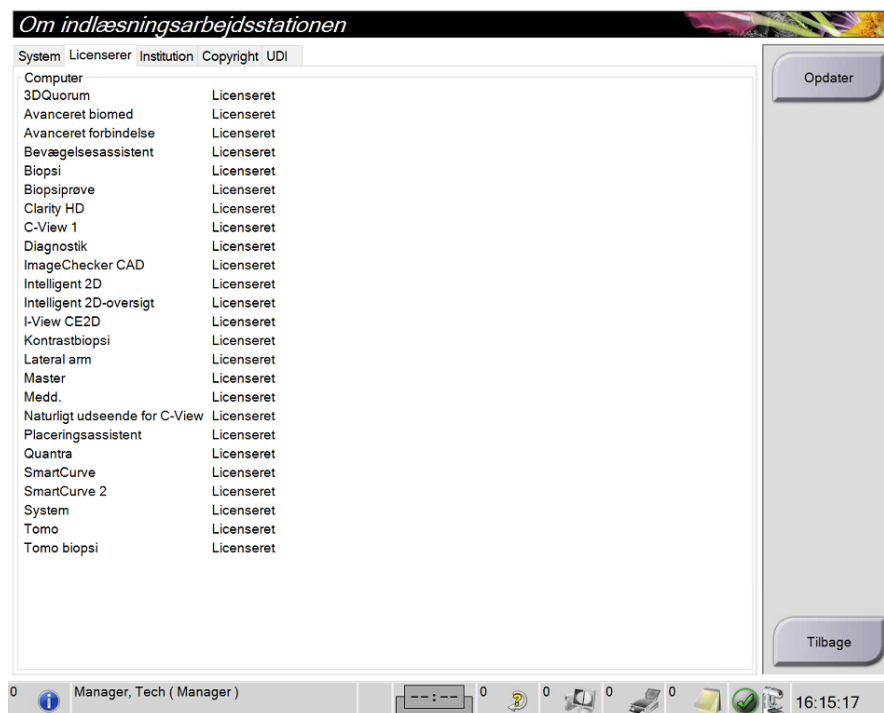 Om indlæsningsarbejdsstationen
System Licenserer Institution Copyright UDI
Computer
3DQuorum Licenseret
Avanceret biomed Licenseret
Avanceret forbindelse Licenseret
Bevægelsesassistent Licenseret
Biopsi Licenseret
Biopsiprøve Licenseret
Clarity HD Licenseret
C-View 1 Licenseret
Diagnostik Licenseret
ImageChecker CAD Licenseret
Intelligent 2D Licenseret
Intelligent 2D-oversigt Licenseret
I-View CE2D Licenseret
Kontrastbiopsi Licenseret
Lateral arm Licenseret
Master Licenseret
Medd. Licenseret
Naturligt udseende for C-View Licenseret
Placeringsassistent Licenseret
Quantra Licenseret
SmartCurve Licenseret
SmartCurve 2 Licenseret
System Licenseret
Tomo Licenseret
Tomo biopsi Licenseret
Opdater
Tilbage
0 Manager, Tech ( Manager ) --:-- 0 0 0 0 16:15:17